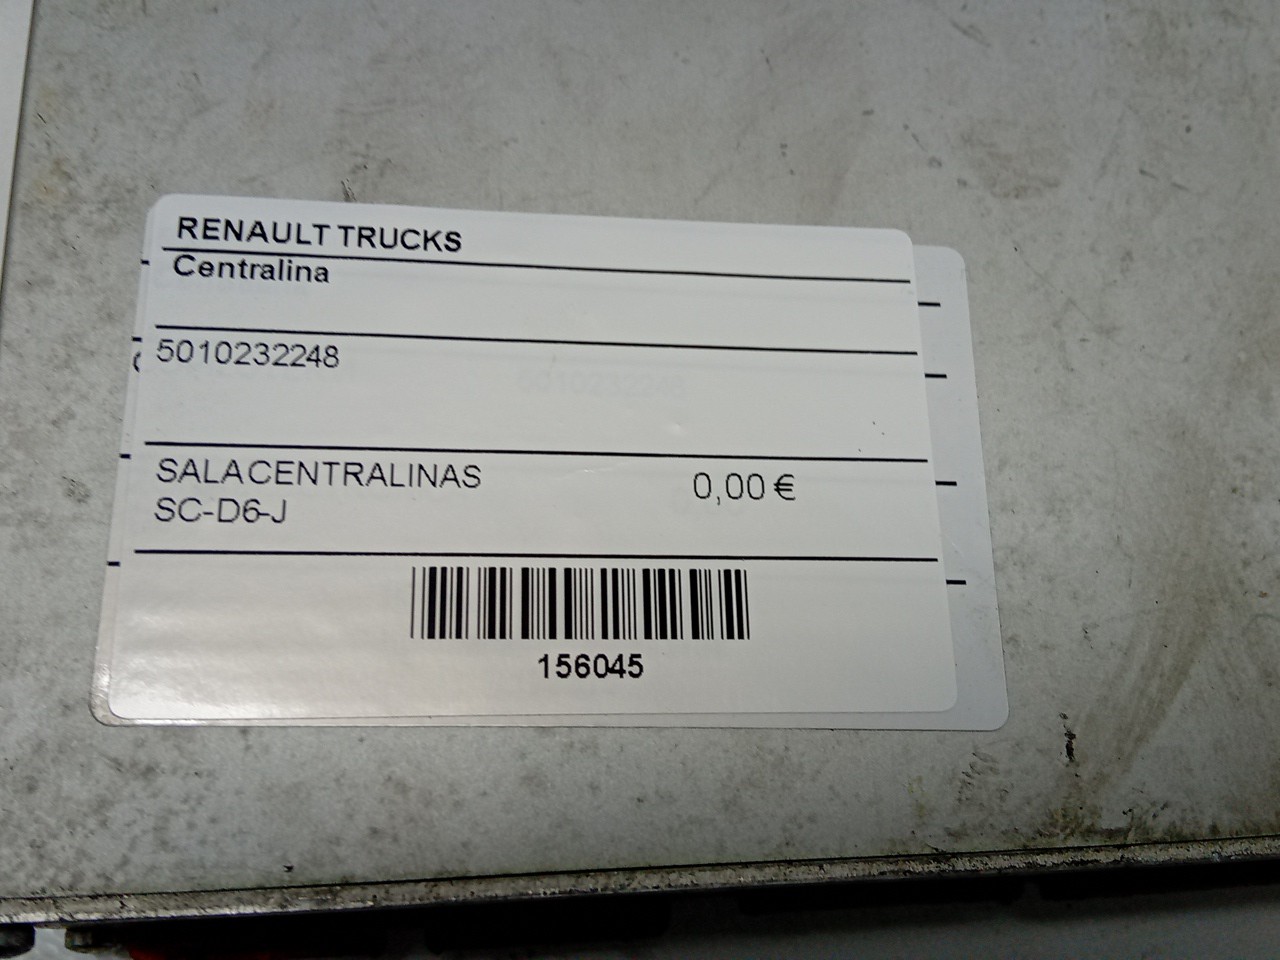 RENAULT TRUCKS
Centralina
5010232248
SALACENTRALINAS
0,00 €
SC-D6-J
156045